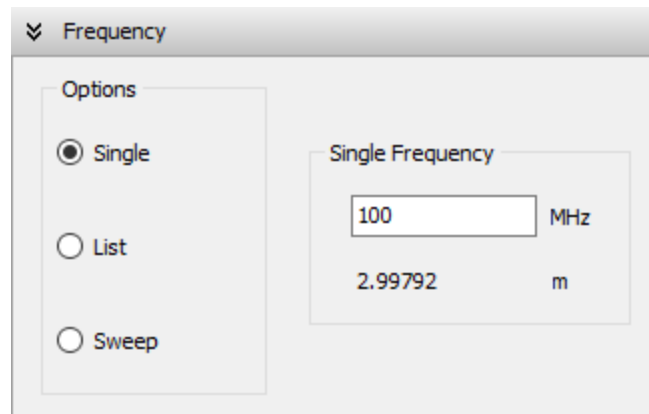 Frequency
Options
Single
List
Sweep
Single Frequency
100 MHz
2.99792 m